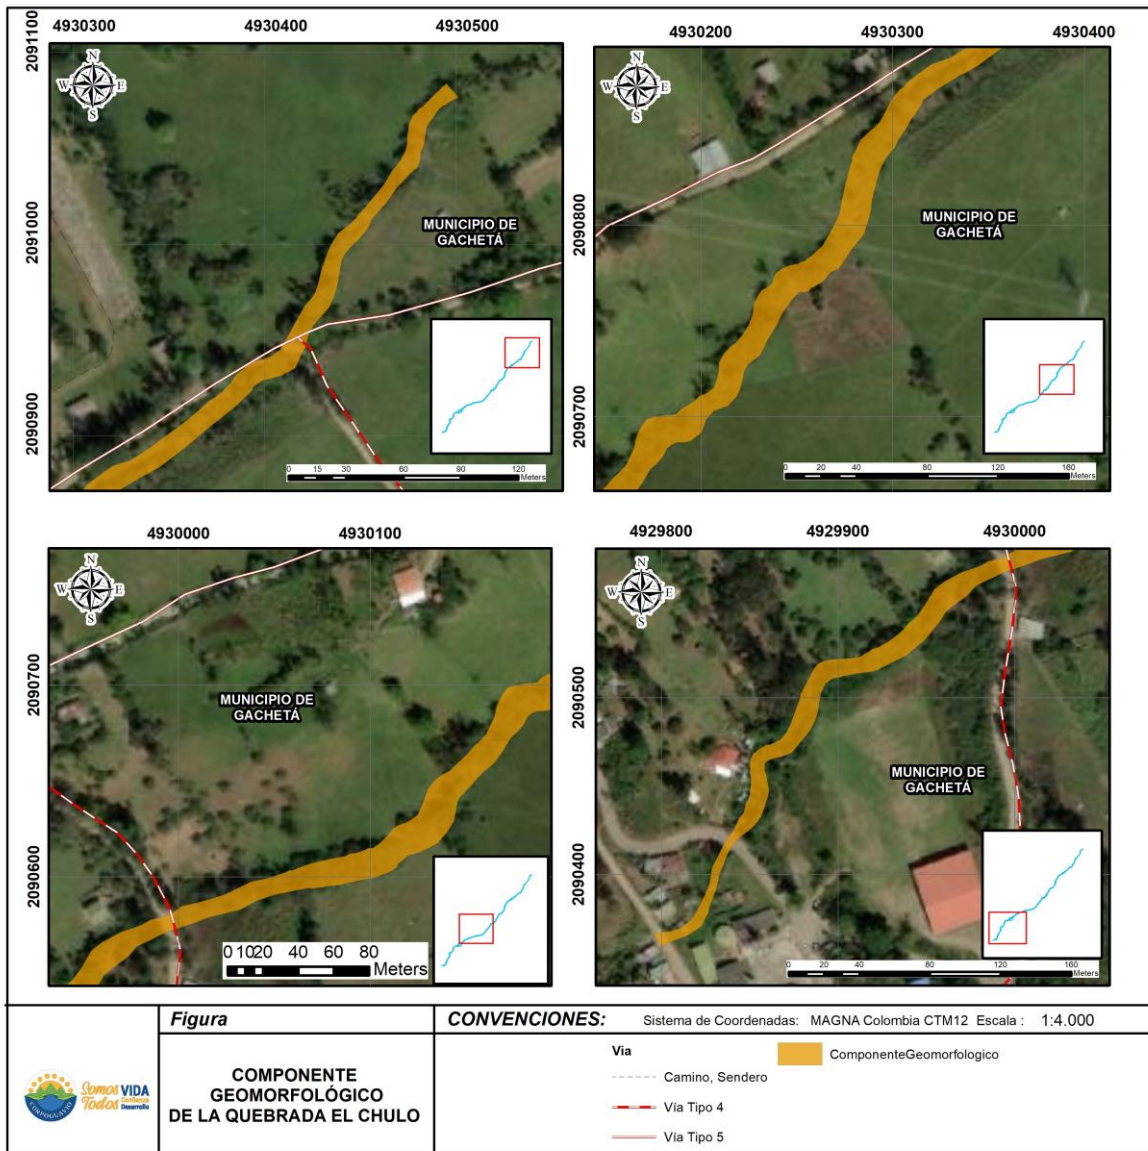 4930300 4930400 4930500
2091100
2091000
2090900
N
W E
S
MUNICIPIO DE
GACHETÁ
0 15 30 60 90 120
Meters
4930200 4930300 4930400
2090800
2090700
N
W E
S
MUNICIPIO DE
GACHETÁ
0 20 40 80 120 160
Meters
4930000 4930100
2090700
2090600
N
W E
S
MUNICIPIO DE
GACHETÁ
0 10 20 40 60 80
Meters
4929800 4929900 4930000
2090500
2090400
N
W E
S
MUNICIPIO DE
GACHETÁ
0 20 40 80 120 160
Meters
CORPOGUAVIO
Somos VIDA
Todos Confianza
Desarrollo
Figura
COMPONENTE
GEOMORFOLÓGICO
DE LA QUEBRADA EL CHULO
CONVENCIONES: Sistema de Coordenadas: MAGNA Colombia CTM12 Escala : 1:4.000
Via
Camino, Sendero
Vía Tipo 4
Vía Tipo 5
ComponenteGeomorfologico